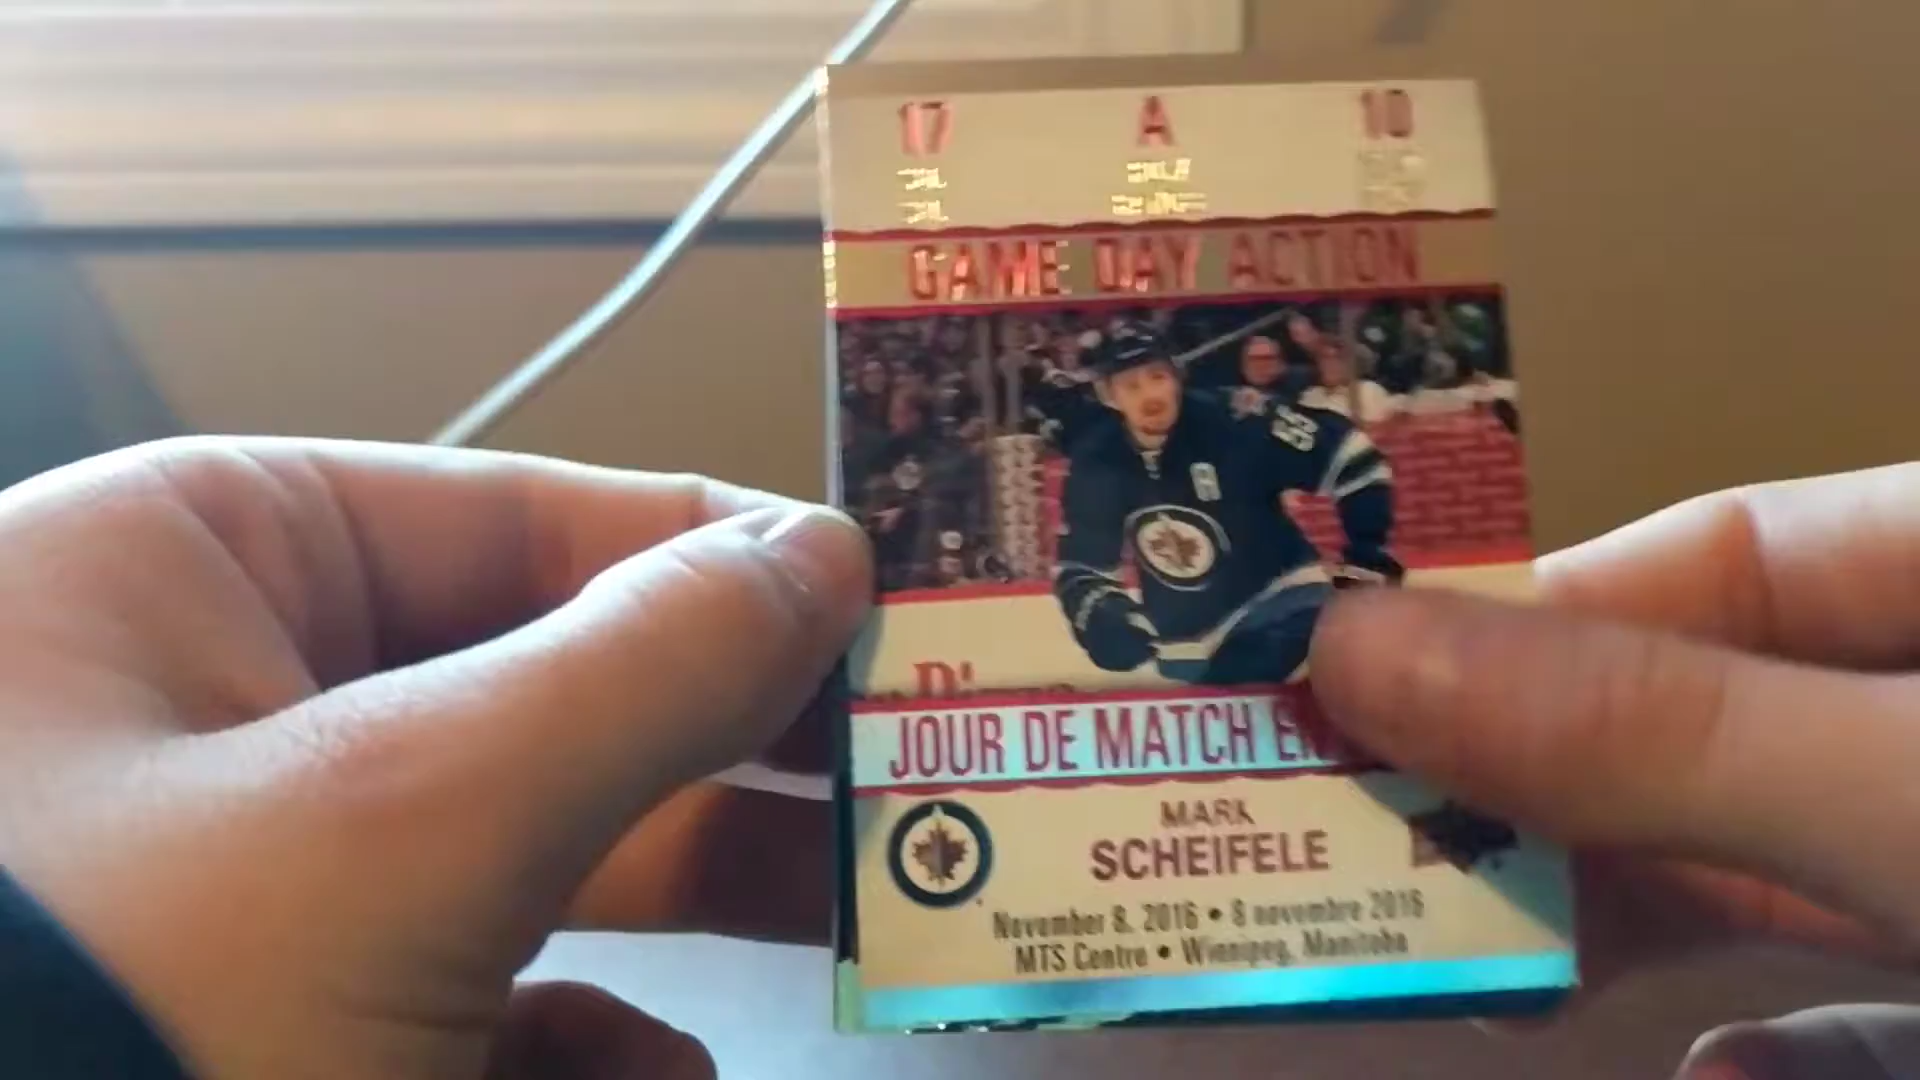 17 A 10
GAME DAY ACTION
55
A
JOUR DE MATCH
MARK
SCHEIFELE
November 8, 2016 • 8 novembre 2016
MTS Centre • Winnipeg, Manitoba